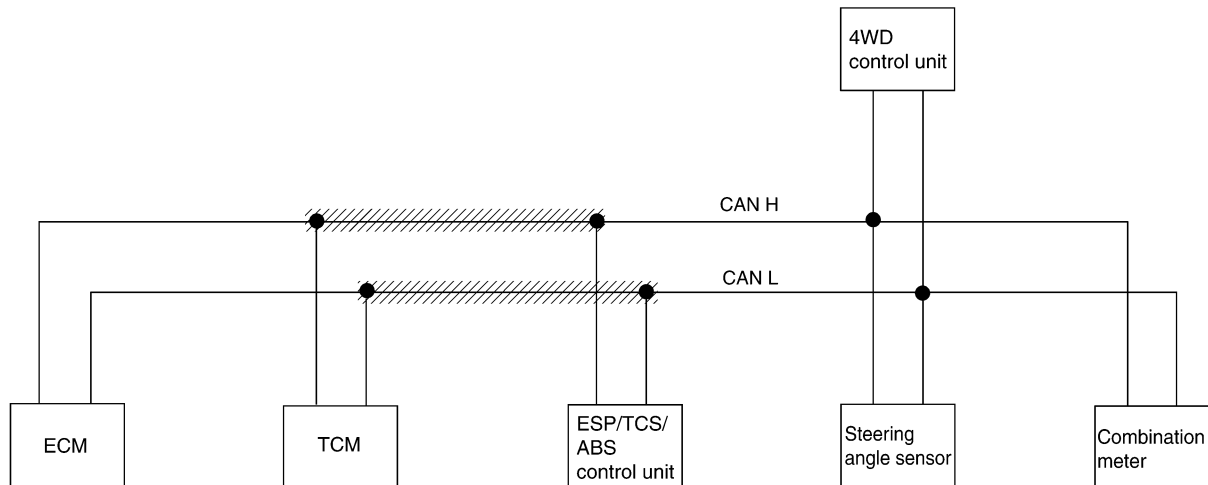 4WD
control unit
CAN H
CAN L
ECM
TCM
ESP/TCS/
ABS
control unit
Steering
angle sensor
Combination
meter